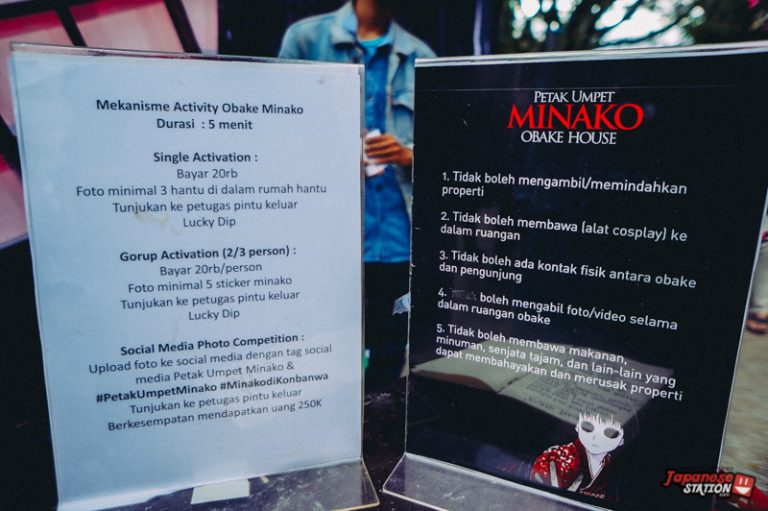 Mekanisme Activity Obake Minako
Durasi : 5 menit
Single Activation :
Bayar 20rb
Foto minimal 3 hantu di dalam rumah hantu
Tunjukan ke petugas pintu keluar
Lucky Dip
Gorup Activation (2/3 person) :
Bayar 20rb/person
Foto minimal 5 sticker minako
Tunjukan ke petugas pintu keluar
Lucky Dip
Social Media Photo Competition :
Upload foto ke social media dengan tag social
media Petak Umpet Minako &
#PetakUmpetMinako #MinakodiKonbanwa
Tunjukan ke petugas pintu keluar
Berkesempatan mendapatkan uang 250K
PETAK UMPET
MINAKO
OBAKE HOUSE
1. Tidak boleh mengambil/memindahkan
properti
2. Tidak boleh membawa (alat cosplay) ke
dalam ruangan
3. Tidak boleh ada kontak fisik antara obake
dan pengunjung
4. boleh mengabil foto/video selama
dalam ruangan obake
5. Tidak boleh membawa makanan,
minuman, senjata tajam, dan lain-lain yang
dapat membahayakan dan merusak properti
Japanese
STATION